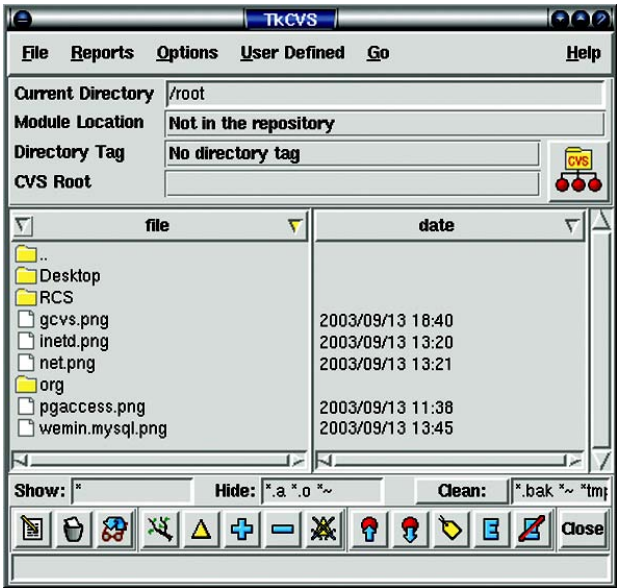 TkCVS
File Reports Options User Defined Go Help
Current Directory /root
Module Location Not in the repository
Directory Tag No directory tag
CVS
CVS Root
file date
..
Desktop
RCS
gcvs.png 2003/09/13 18:40
inetd.png 2003/09/13 13:20
net.png 2003/09/13 13:21
org
pgaccess.png 2003/09/13 11:38
wemin.mysql.png 2003/09/13 13:45
Show: * Hide: *.a *.o *~ Clean: *.bak *~ *tmp
E E Close